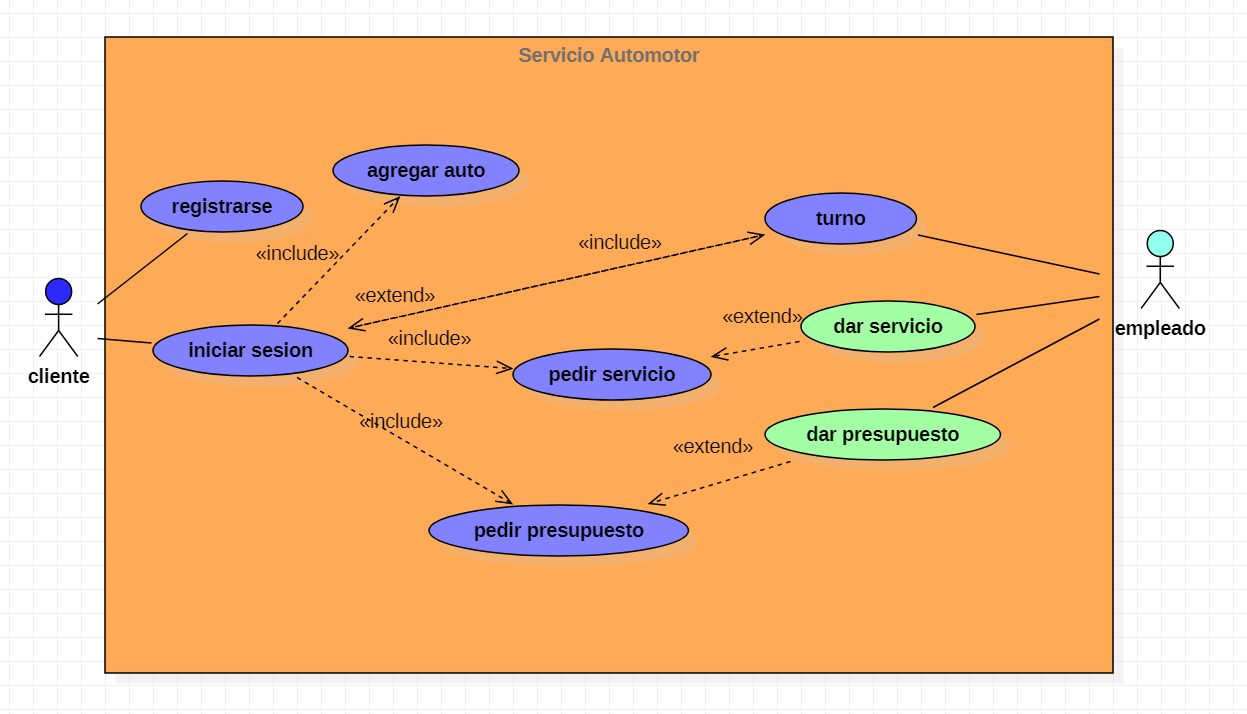 Servicio Automotor
agregar auto
registrarse
turno
«include»
«include»
«extend»
«extend»
dar servicio
empleado
«include»
iniciar sesion
cliente
pedir servicio
«include»
dar presupuesto
«extend»
pedir presupuesto